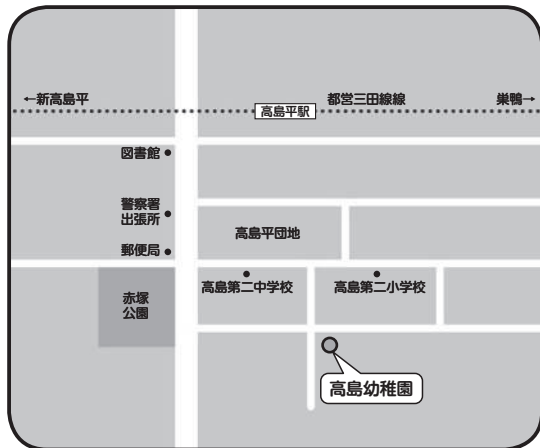 ←新高島平
都営三田線線
巣鴨→
高島平駅
図書館
警察署
出張所
高島平団地
郵便局
高島第二中学校
高島第二小学校
赤塚
公園
高島幼稚園